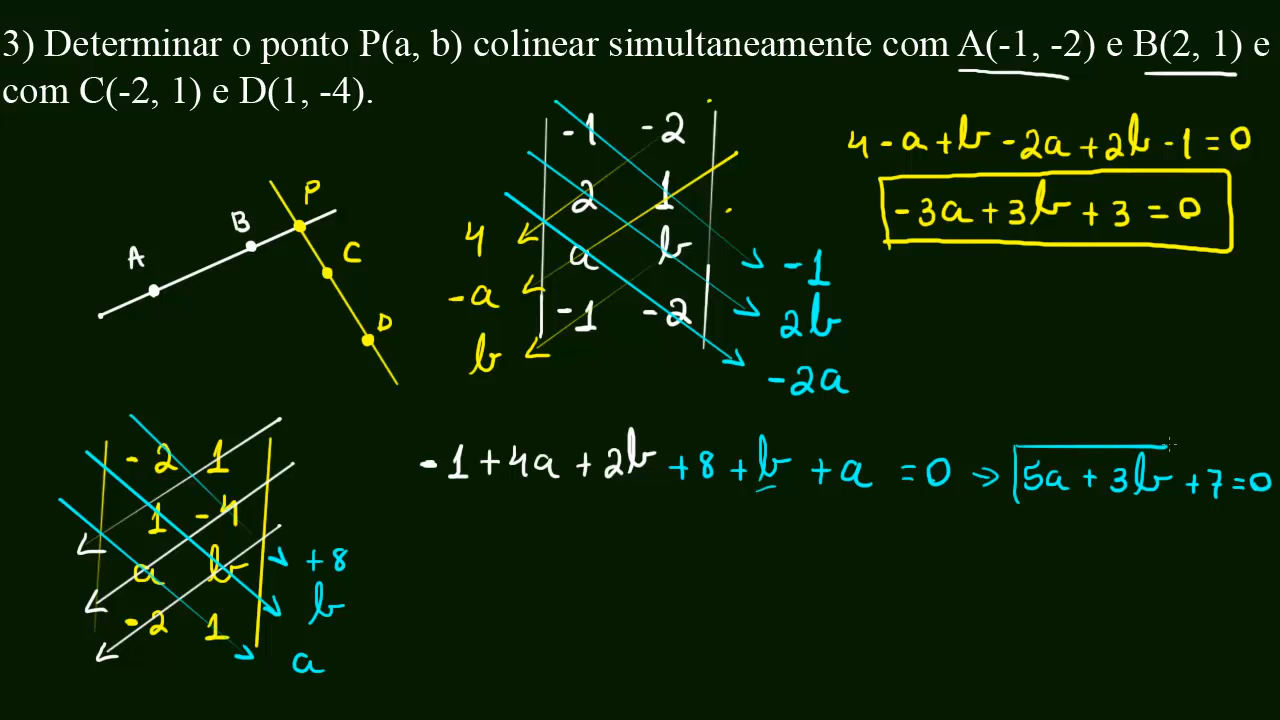 3) Determinar o ponto P(a, b) colinear simultaneamente com A(-1, -2) e B(2, 1) e
com C(-2, 1) e D(1, -4).
P
B
A
C
D
-1 -2
2 1
a b
-1 -2
4
-a
b
-1
2b
-2a
4 - a + b - 2a + 2b - 1 = 0
-3a + 3b + 3 = 0
-2 1
1 -4
a b
-2 1
+8
b
a
-1 + 4a + 2b + 8 + b + a = 0 → 5a + 3b + 7 = 0